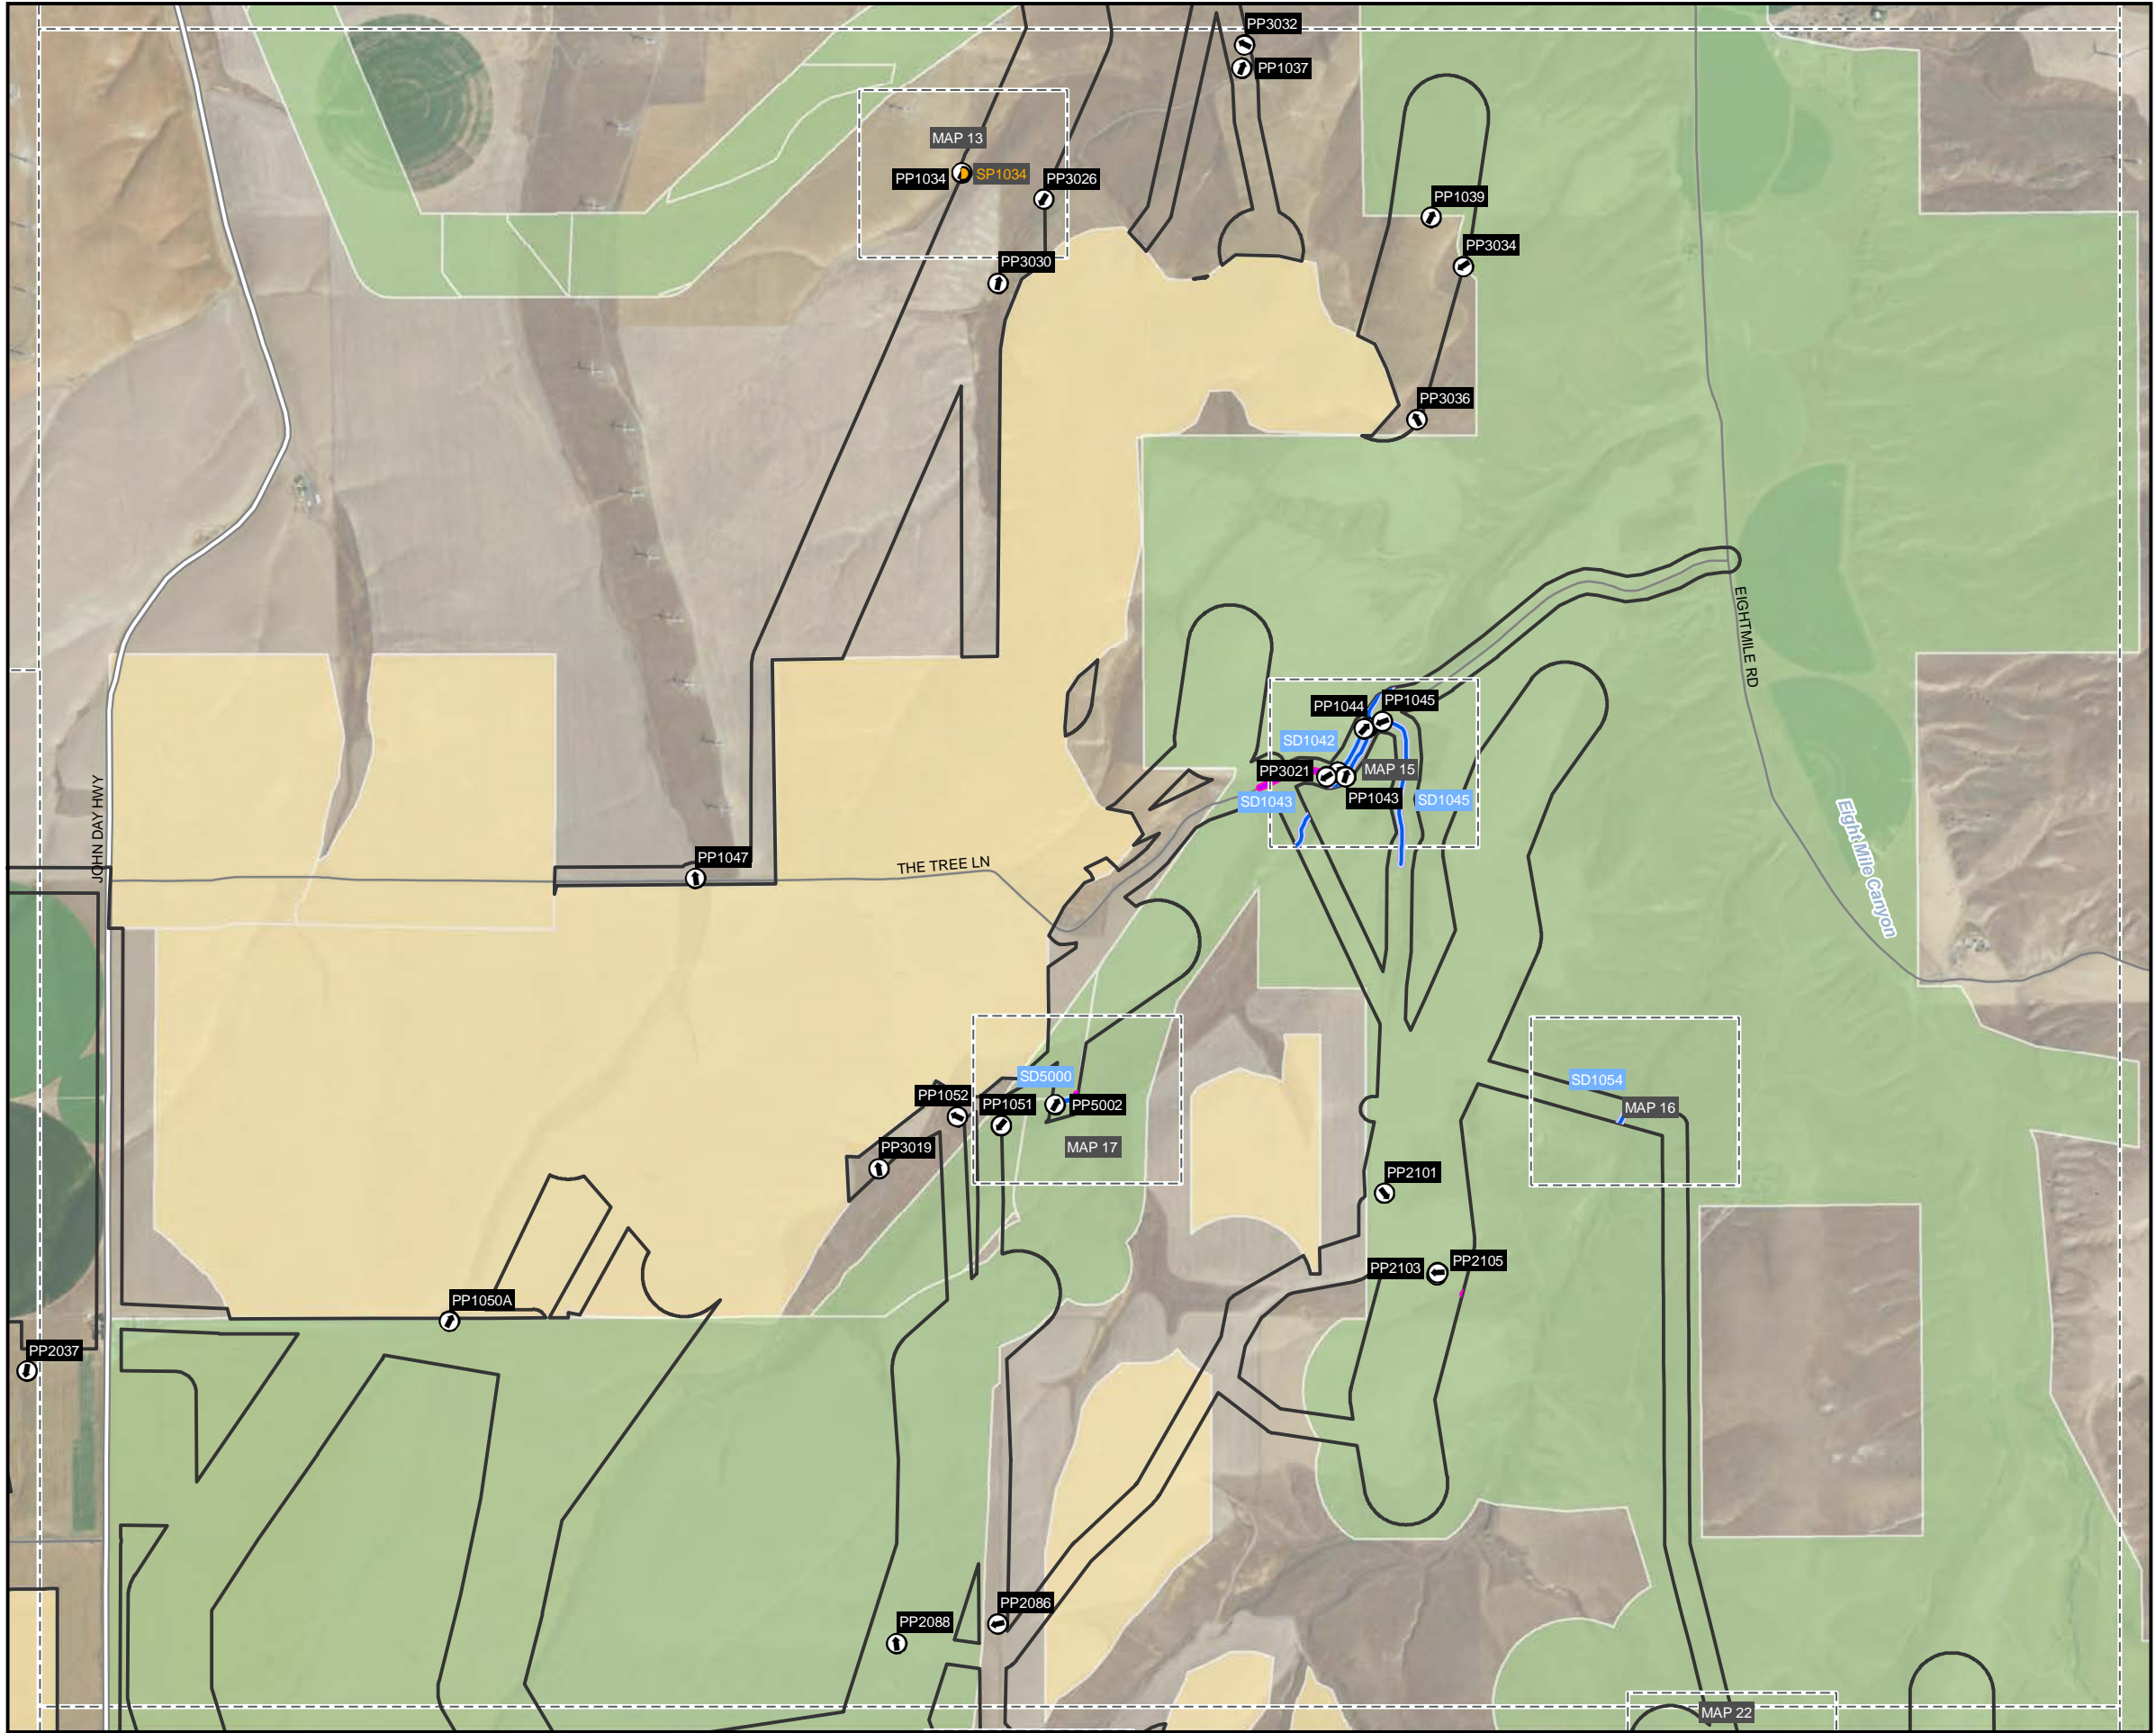 PP3032
PP1037
MAP 13
PP1034
SP1034
PP3026
PP1039
PP3034
PP3030
PP3036
EIGHTMILE RD
PP1044
PP1045
SD1042
PP3021
MAP 15
SD1043
PP1043
SD1045
JOHN DAY HWY
Eight Mile Canyon
PP1047
THE TREE LN
SD5000
SD1054
PP1052
PP1051
PP5002
MAP 16
PP3019
MAP 17
PP2101
PP2103
PP2105
PP1050A
PP2037
PP2086
PP2088
MAP 22